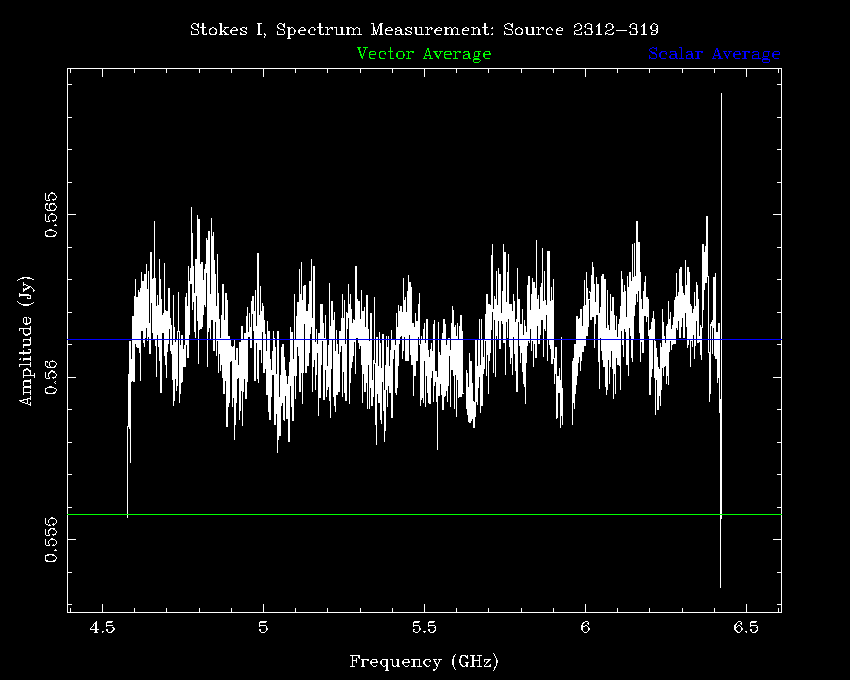 Stokes I, Spectrum Measurement: Source 2312-319
Vector Average Scalar Average
0.565
0.56
0.555
Amplitude (Jy)
4.5 5 5.5 6 6.5
Frequency (GHz)